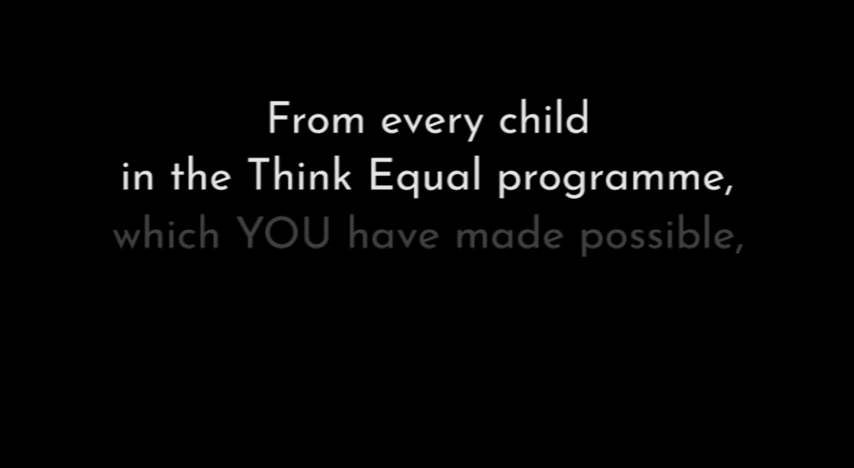 From every child
in the Think Equal programme,
which YOU have made possible,